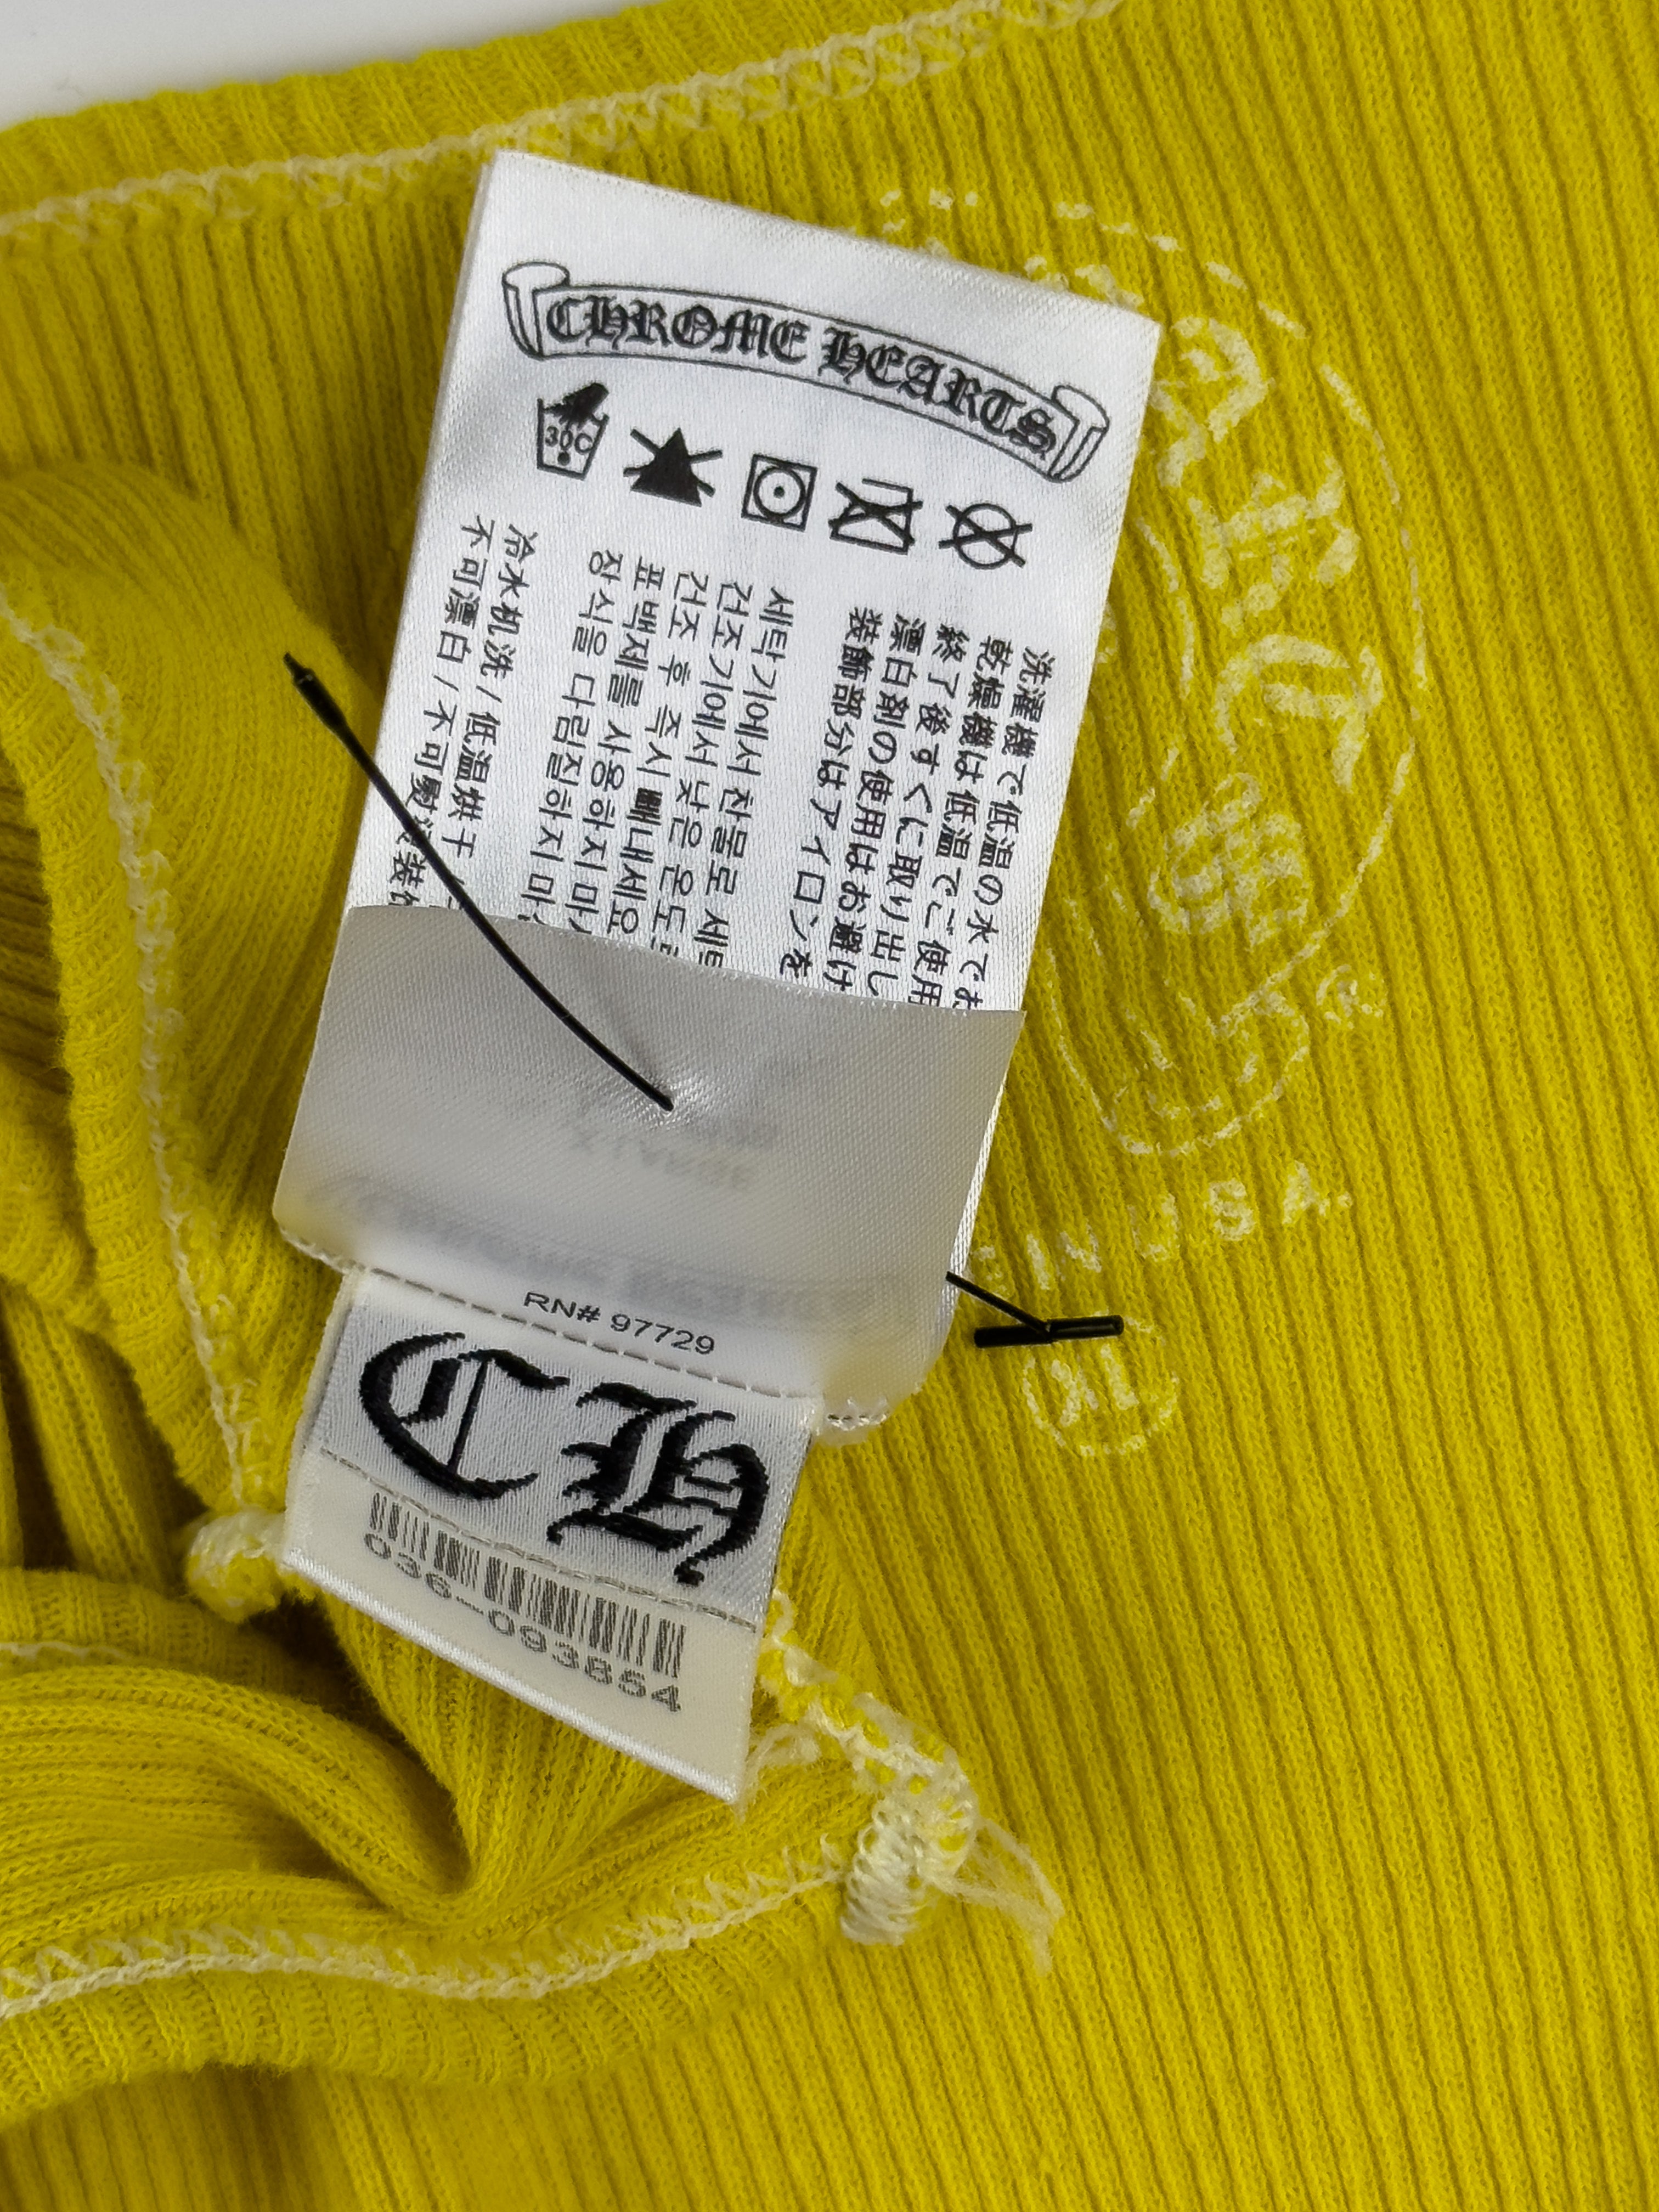 CHROME HEARTS
30C
洗濯機で低温の水でお
乾燥機は低温でご使用
終了後すぐに取り出し
漂白剤の使用はお避け
装飾部分はアイロンを
세탁기에서 찬물로 세트
건조기에서 낮은 온도
건조 후 즉시 빼내세요
표백제를 사용하지 마
장식을 다림질하지 마
冷水机洗 / 低温烘干
不可漂白 / 不可熨
RN# 97729
CH
036-093854
®
IN U.S.A.
XL